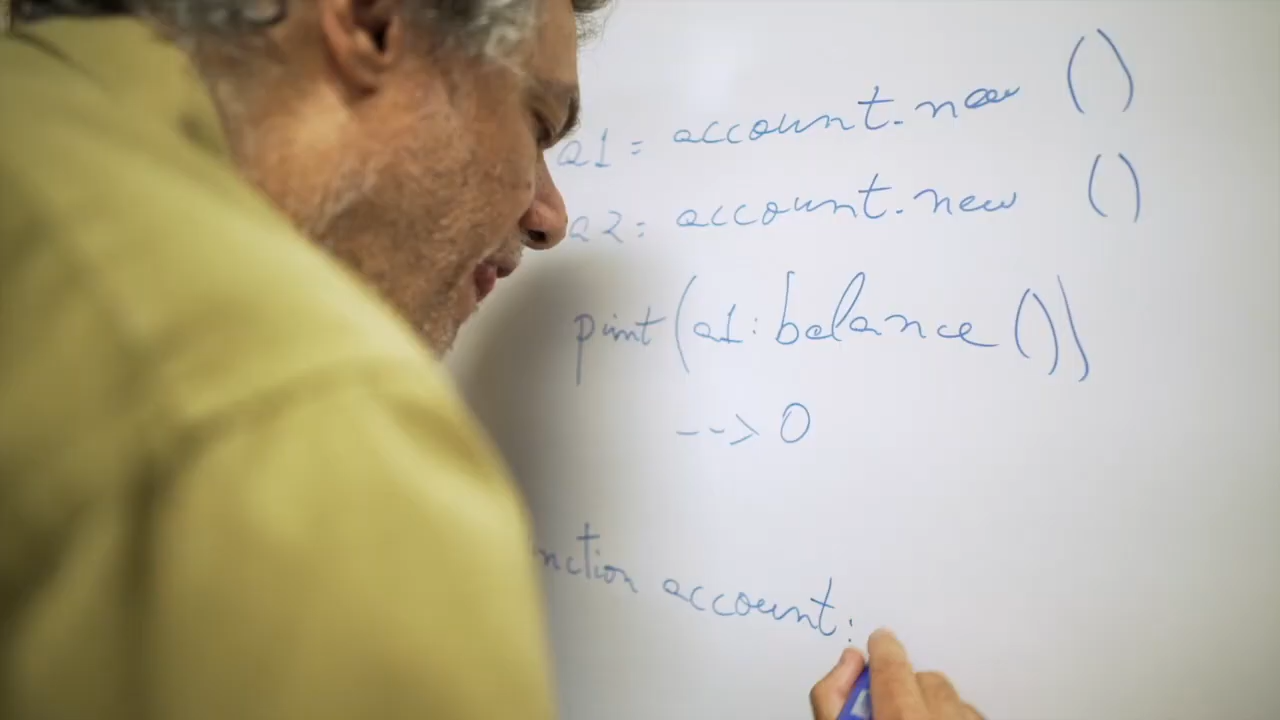 a1 = account.new ()
a2 = account.new ()
print (a1:balance ())
--> 0
nction account: